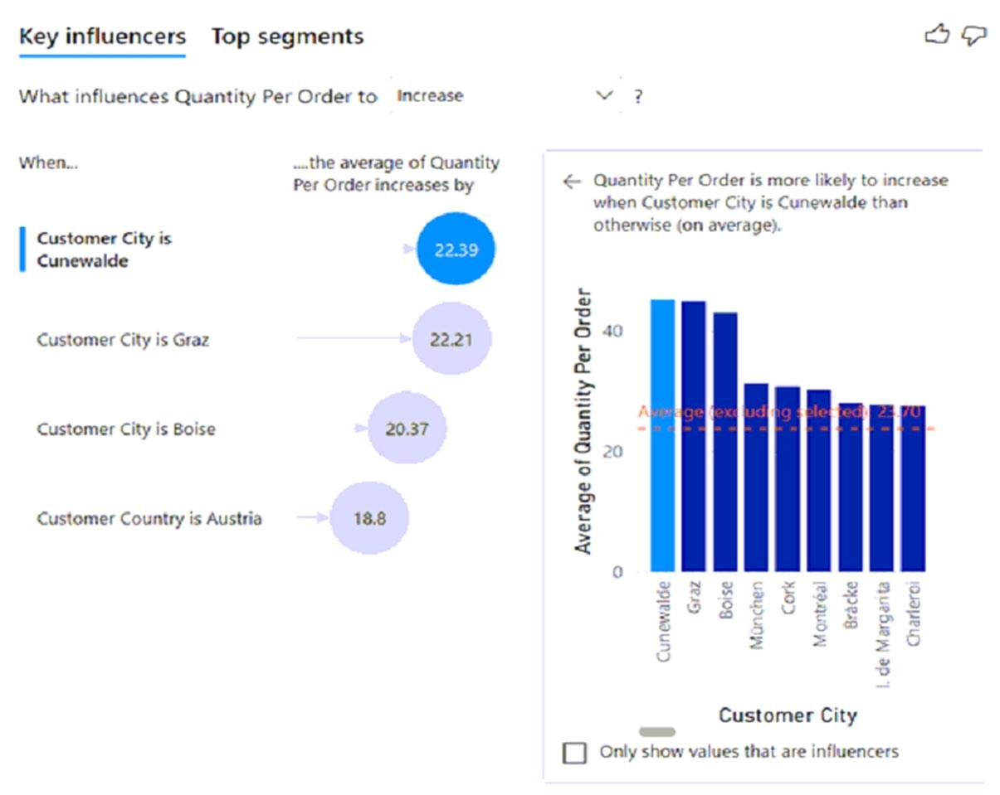 Key influencers Top segments
What influences Quantity Per Order to Increase ?
When...
....the average of Quantity
Per Order increases by
Customer City is
Cunewalde
22.39
Customer City is Graz
22.21
Customer City is Boise
20.37
Customer Country is Austria
18.8
Quantity Per Order is more likely to increase
when Customer City is Cunewalde than
otherwise (on average).
Average of Quantity Per Order
40
20
0
Average (excluding selected): 23.70
Cunewalde
Graz
Boise
München
Cork
Montréal
Bräcke
I. de Margarita
Charleroi
Customer City
Only show values that are influencers